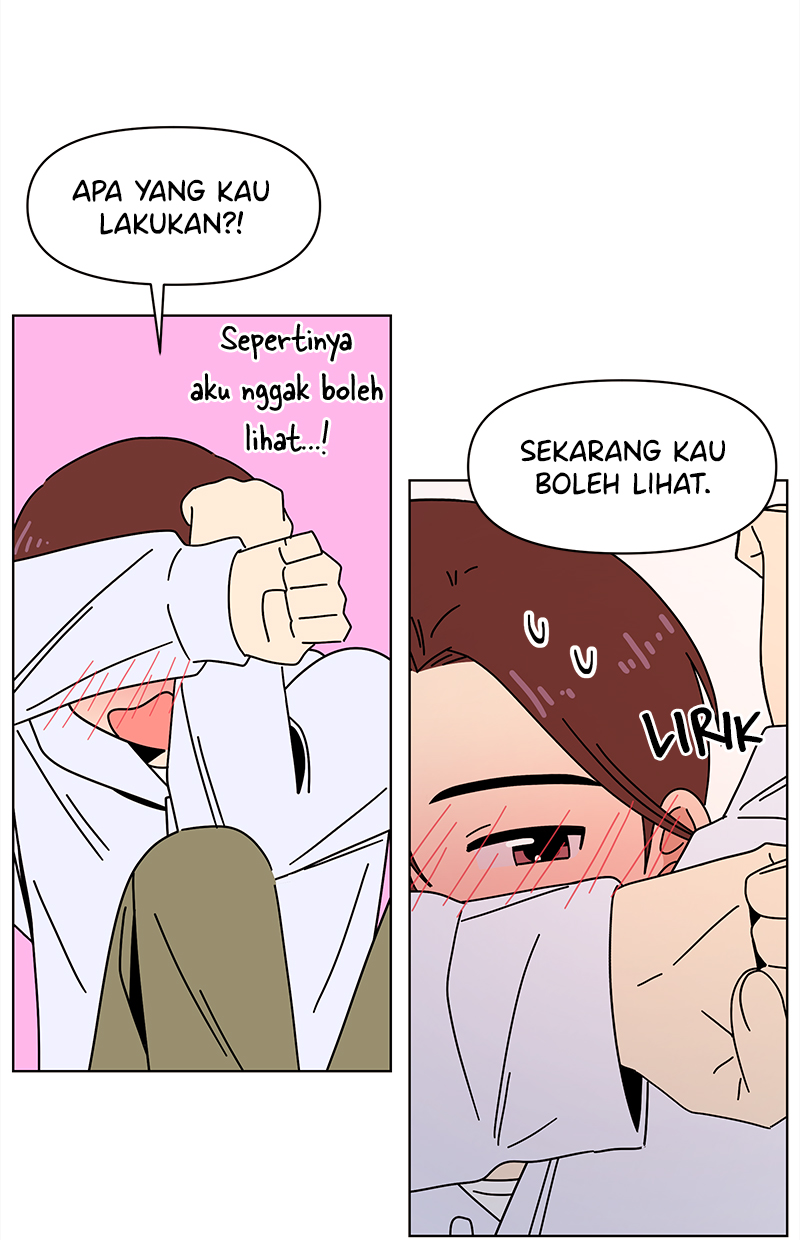 APA YANG KAU
LAKUKAN?!
Sepertinya
aku nggak boleh
lihat...!
SEKARANG KAU
BOLEH LIHAT.
LIRIK